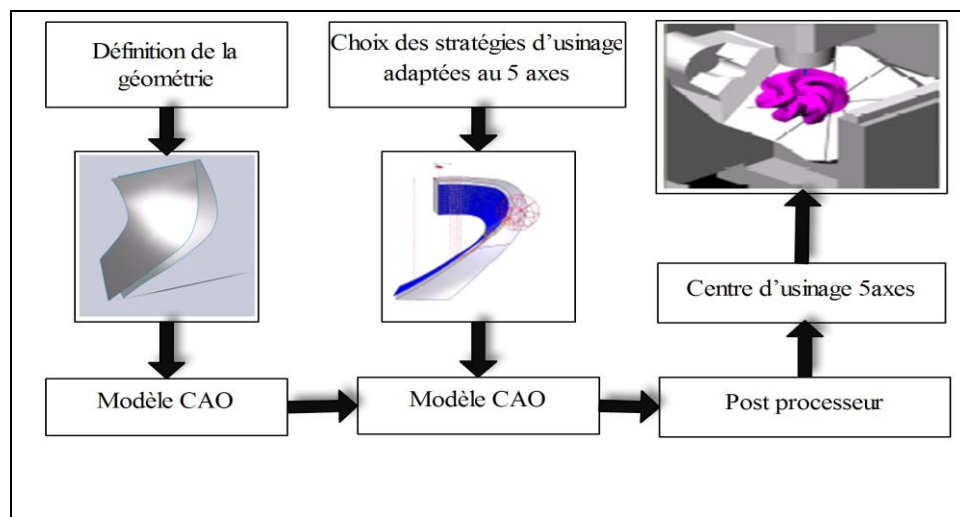 Définition de la
géométrie
Choix des stratégies d'usinage
adaptées au 5 axes
Centre d'usinage 5axes
Modèle CAO
Modèle CAO
Post processeur